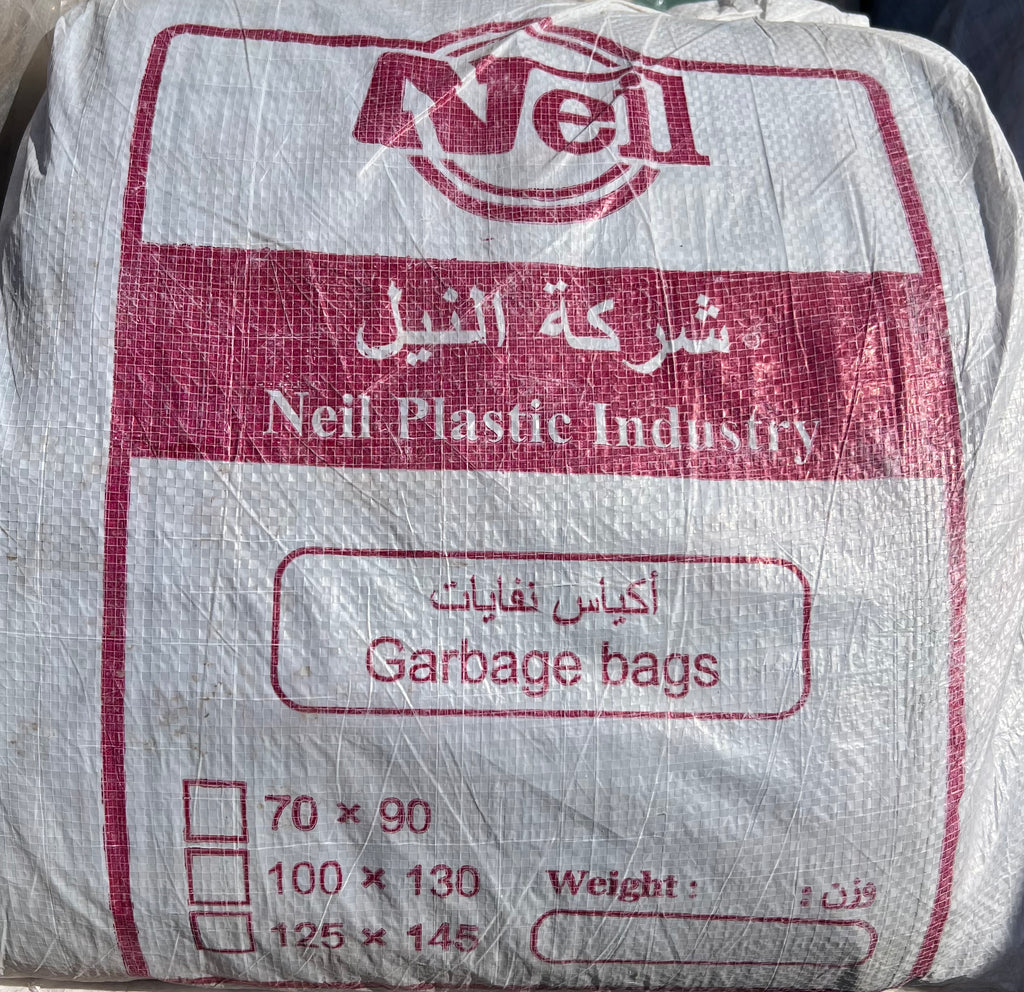 Neil
شركة النيل
Neil Plastic Industry
أكياس نفايات
Garbage bags
70 × 90
100 × 130
125 × 145
Weight : وزن :